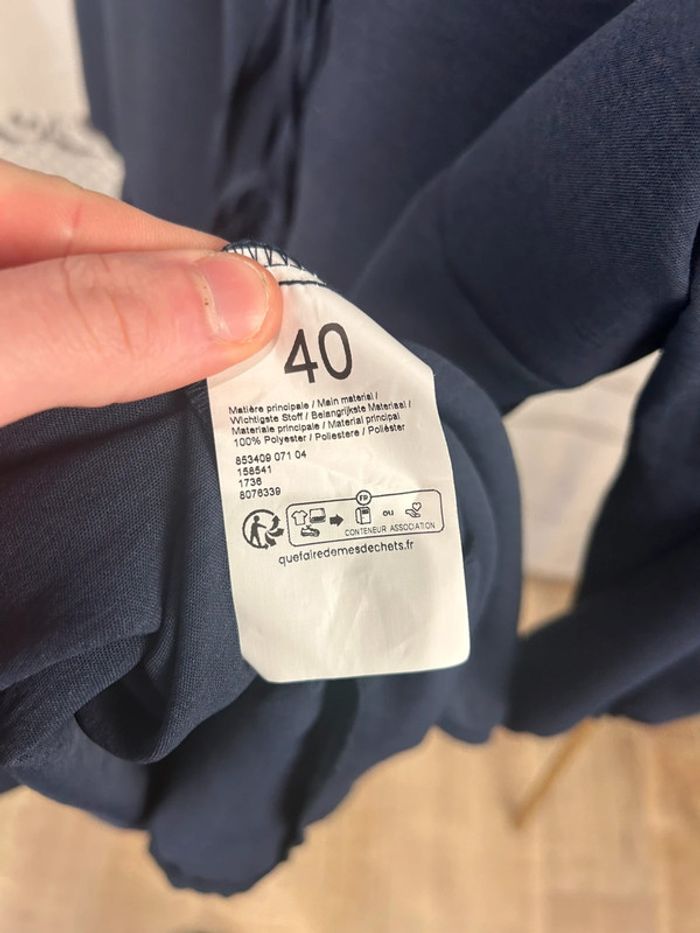 40
Matière principale / Main material /
Wichtigste Stoff / Belangrijkste Materiaal /
Materiale principale / Material principal
100% Polyester / Poliestere / Poliéster
853409 071 04
158541
1736
8076339
FR
OU
CONTENEUR ASSOCIATION
quefairedemesdechets.fr